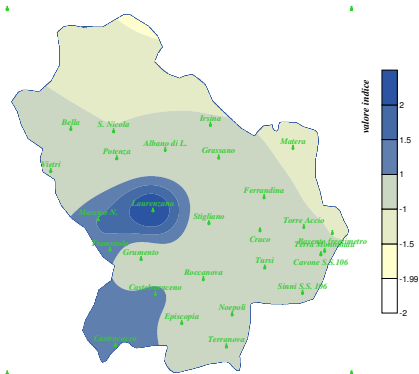 valore indice
2
1.5
1
-1
-1.5
-1.99
-2
Bella
S. Nicola
Irsina
Albano di L.
Matera
Potenza
Grassano
Vietri
Ferrandina
Laurenzana
Marsico N.
Stigliano
Torre Accio
Craco
Grumento
Cavone S.S.106
Tursi
Roccanova
Castelsaraceno
Sinni S.S. 106
Noepoli
Episcopia
Terranova